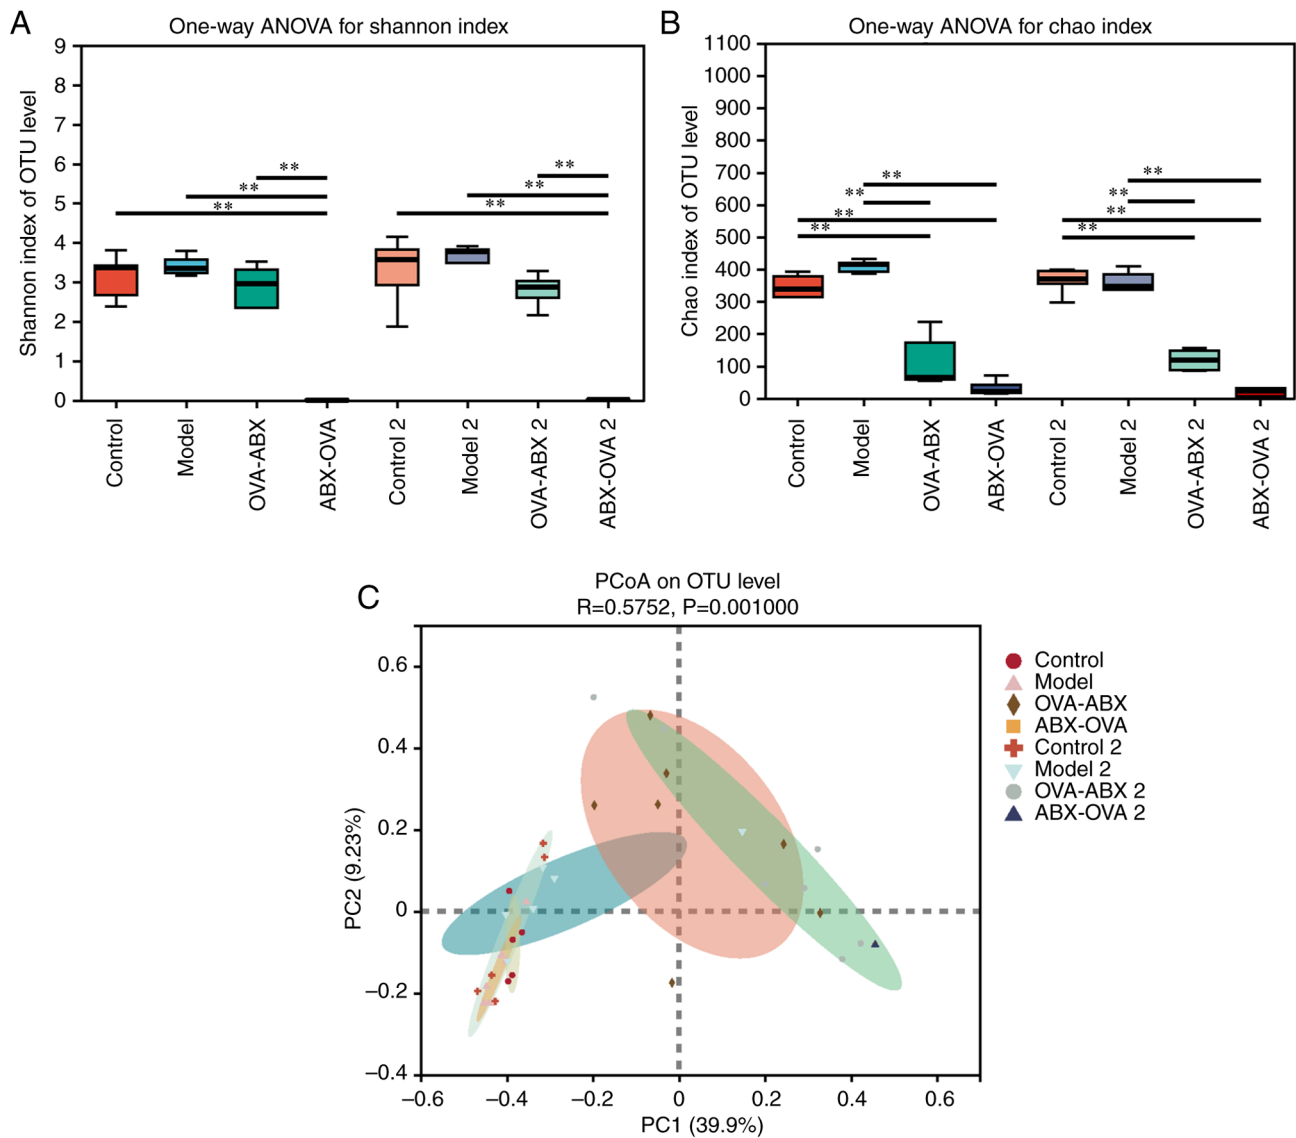 A
One-way ANOVA for shannon index
Shannon index of OTU level
9
8
7
6
5
4
3
2
1
0
**
**
**
**
**
**
Control
Model
OVA-ABX
ABX-OVA
Control 2
Model 2
OVA-ABX 2
ABX-OVA 2
B
One-way ANOVA for chao index
Chao index of OTU level
1100
1000
900
800
700
600
500
400
300
200
100
0
**
**
**
**
**
**
**
**
Control
Model
OVA-ABX
ABX-OVA
Control 2
Model 2
OVA-ABX 2
ABX-OVA 2
C
PCoA on OTU level
R=0.5752, P=0.001000
PC2 (9.23%)
0.6
0.4
0.2
0
−0.2
−0.4
−0.6
−0.4
−0.2
0
0.2
0.4
0.6
PC1 (39.9%)
Control
Model
OVA-ABX
ABX-OVA
Control 2
Model 2
OVA-ABX 2
ABX-OVA 2